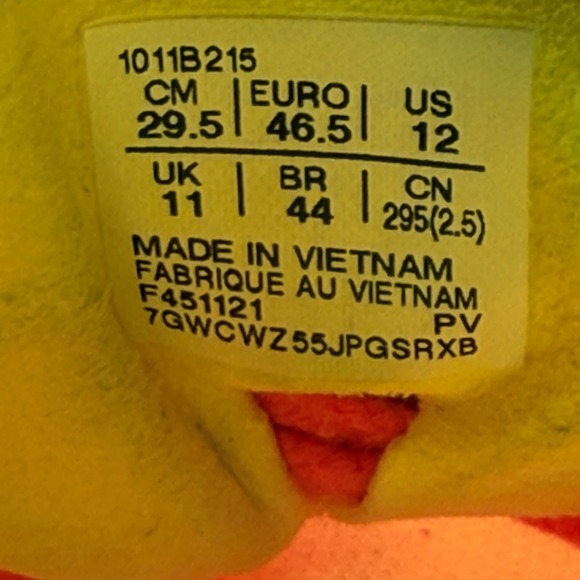 1011B215
CM | EURO | US
29.5 | 46.5 | 12
UK | BR | CN
11 | 44 | 295(2.5)
MADE IN VIETNAM
FABRIQUE AU VIETNAM
F451121 PV
7GWCWZ55JPGSRXB